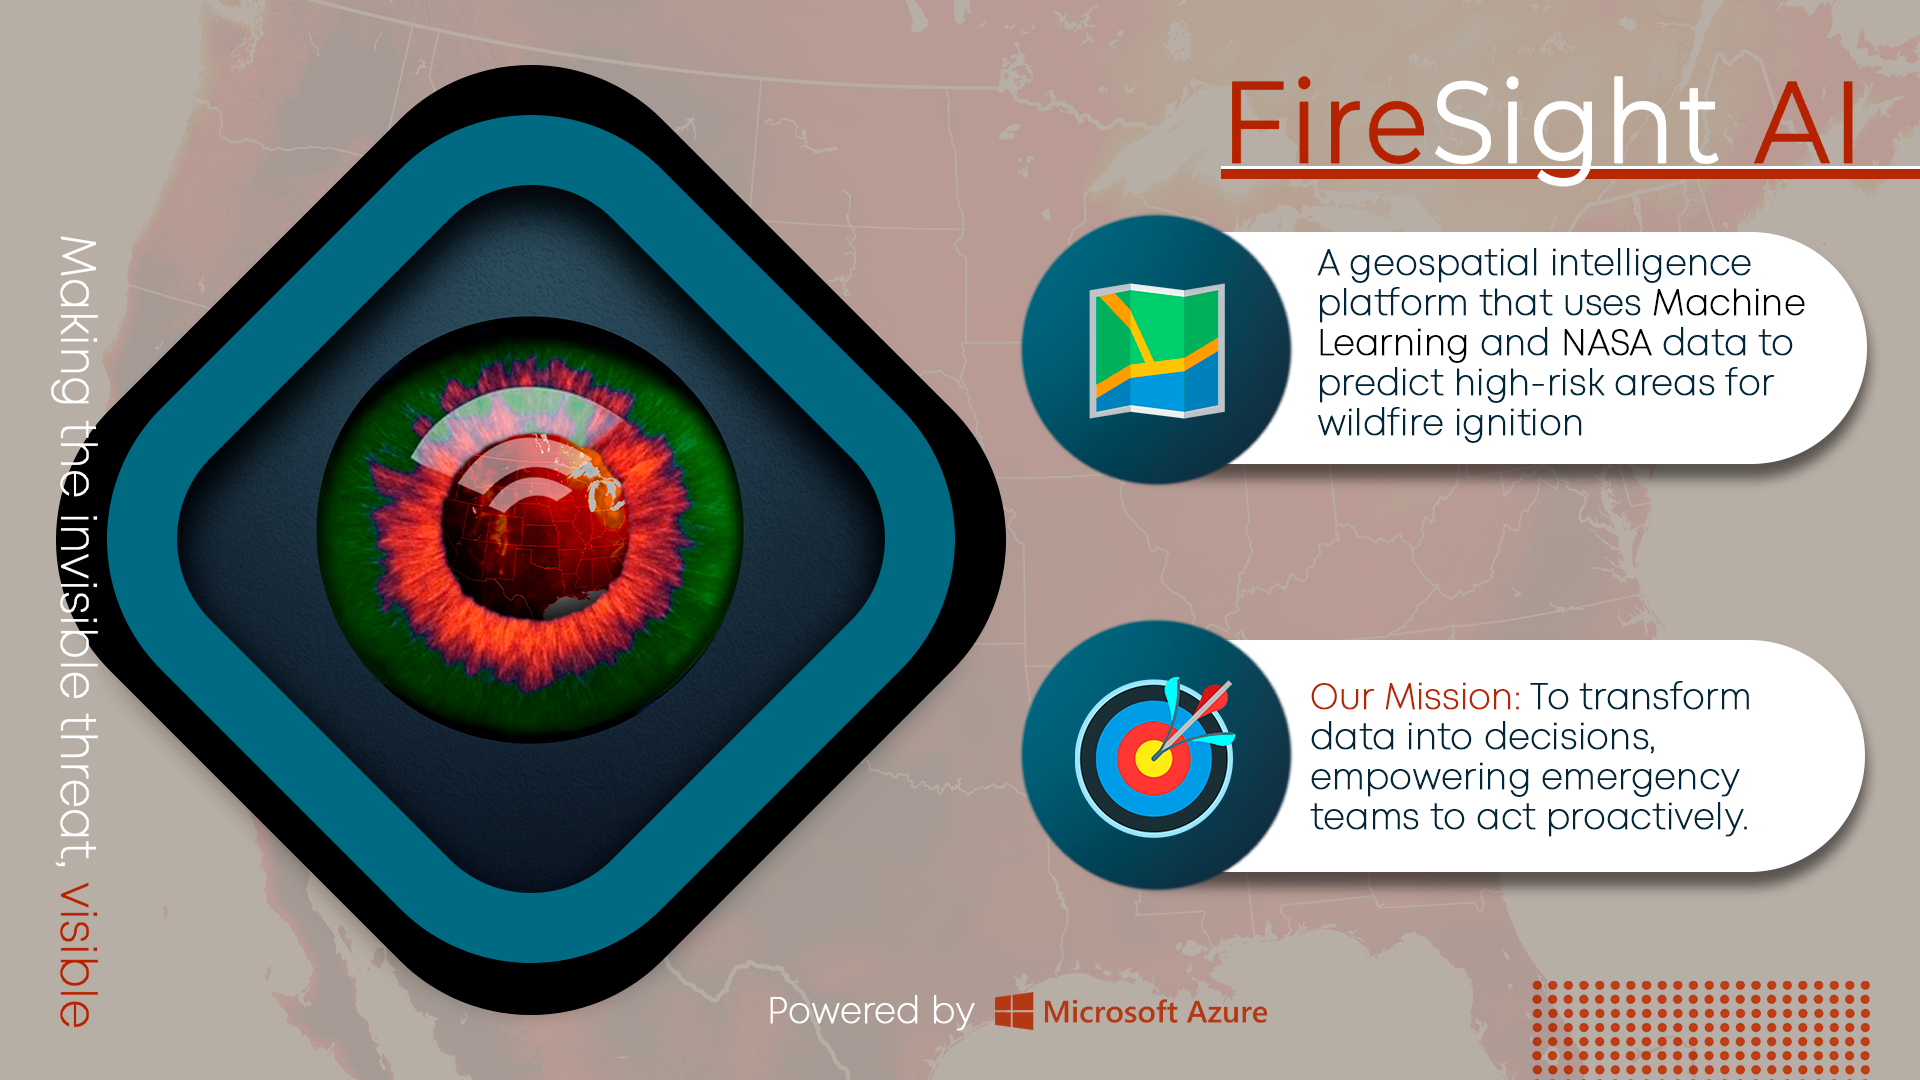 FireSight AI
A geospatial intelligence
platform that uses Machine
Learning and NASA data to
predict high-risk areas for
wildfire ignition
Our Mission: To transform
data into decisions,
empowering emergency
teams to act proactively.
Making the invisible threat, visible
Powered by Microsoft Azure